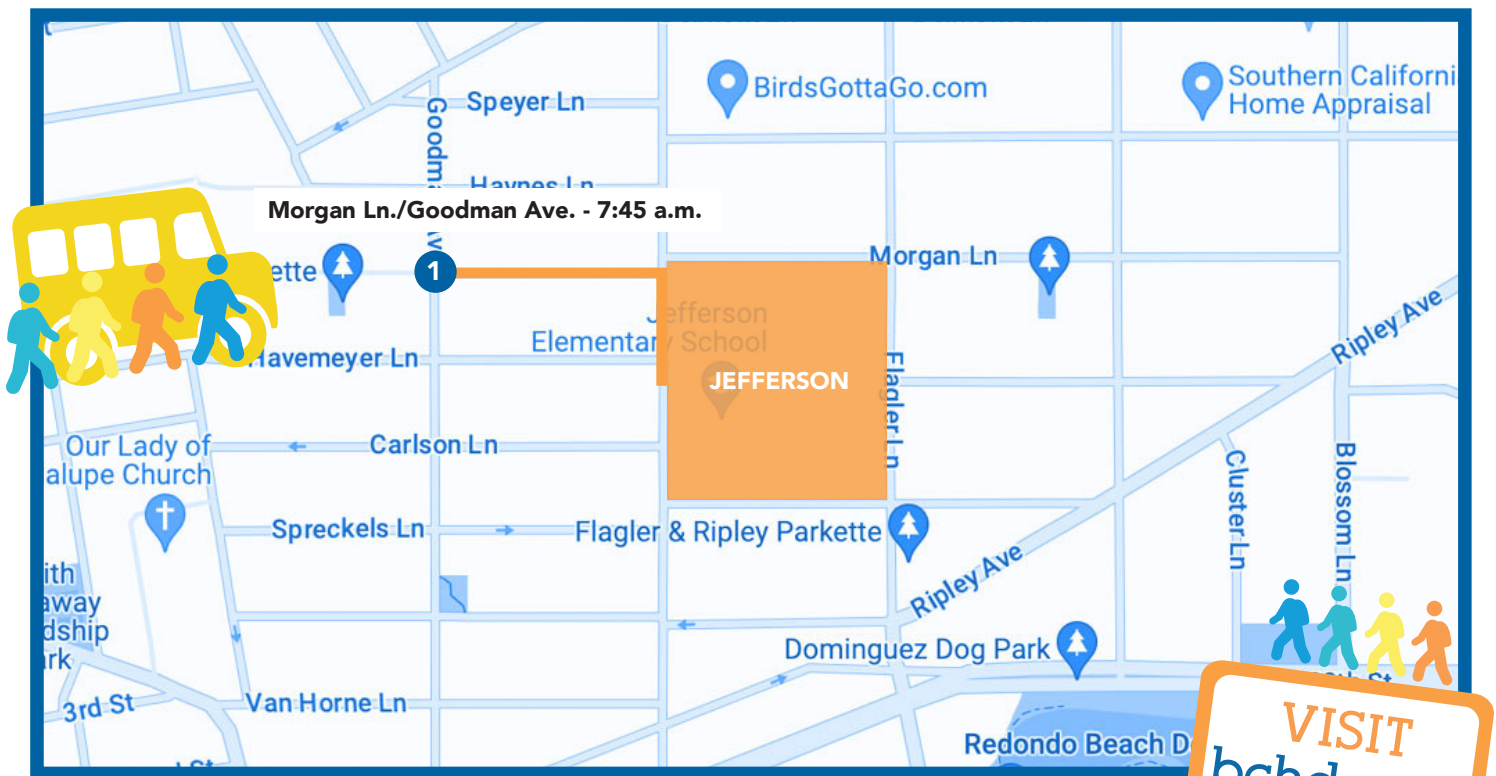 Speyer Ln
BirdsGottaGo.com
Southern Californi
Home Appraisal
Haynes Ln
Morgan Ln./Goodman Ave. - 7:45 a.m.
ette
1
Morgan Ln
Jefferson
Elementary School
JEFFERSON
Havemeyer Ln
Flagler Ln
Ripley Ave
Our Lady of
alupe Church
Carlson Ln
Cluster Ln
Blossom Ln
Spreckels Ln
Flagler & Ripley Parkette
Ripley Ave
ith
away
dship
rk
Dominguez Dog Park
3rd St
Van Horne Ln
Redondo Beach D
VISIT